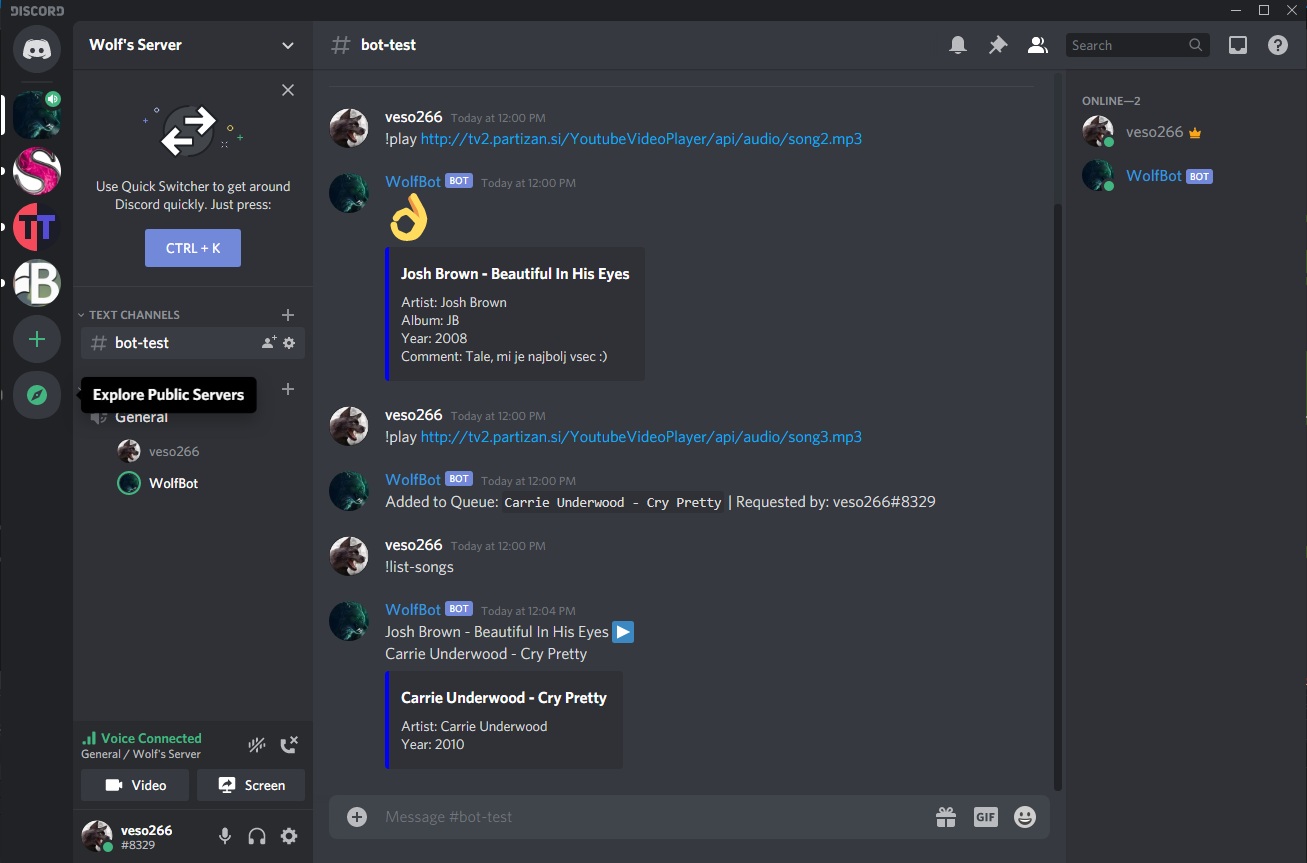 DISCORD
Wolf's Server
Use Quick Switcher to get around
Discord quickly. Just press:
CTRL + K
TEXT CHANNELS
# bot-test
Explore Public Servers
General
veso266
WolfBot
Voice Connected
General / Wolf's Server
Video
Screen
veso266
#8329
# bot-test
Search
veso266 Today at 12:00 PM
!play http://tv2.partizan.si/YoutubeVideoPlayer/api/audio/song2.mp3
WolfBot BOT Today at 12:00 PM
Josh Brown - Beautiful In His Eyes
Artist: Josh Brown
Album: JB
Year: 2008
Comment: Tale, mi je najbolj vsec :)
veso266 Today at 12:00 PM
!play http://tv2.partizan.si/YoutubeVideoPlayer/api/audio/song3.mp3
WolfBot BOT Today at 12:00 PM
Added to Queue: Carrie Underwood - Cry Pretty | Requested by: veso266#8329
veso266 Today at 12:00 PM
!list-songs
WolfBot BOT Today at 12:04 PM
Josh Brown - Beautiful In His Eyes
Carrie Underwood - Cry Pretty
Carrie Underwood - Cry Pretty
Artist: Carrie Underwood
Year: 2010
Message #bot-test
GIF
ONLINE—2
veso266
WolfBot BOT
S
TT
B